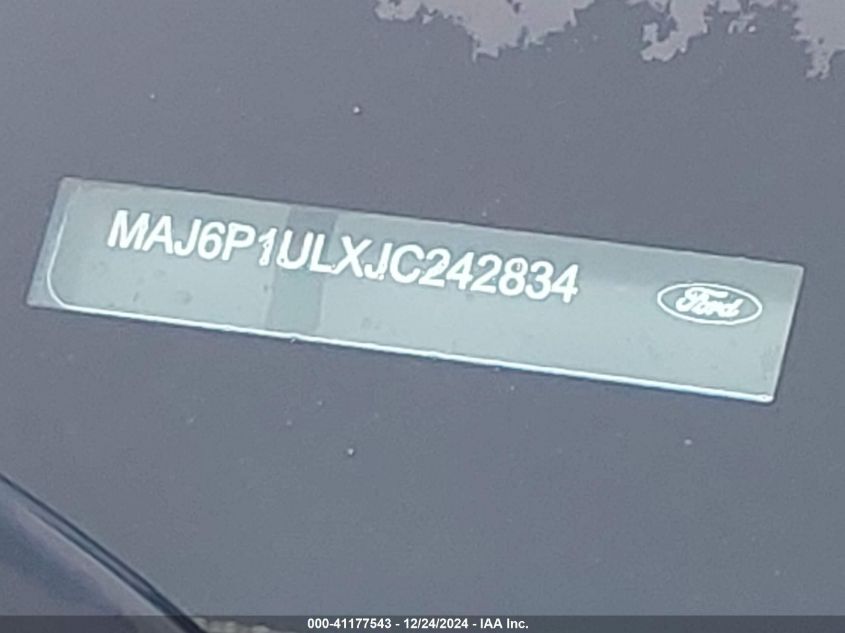 MAJ6P1ULXJC242834
Ford
000-41177543 - 12/24/2024 - IAA Inc.